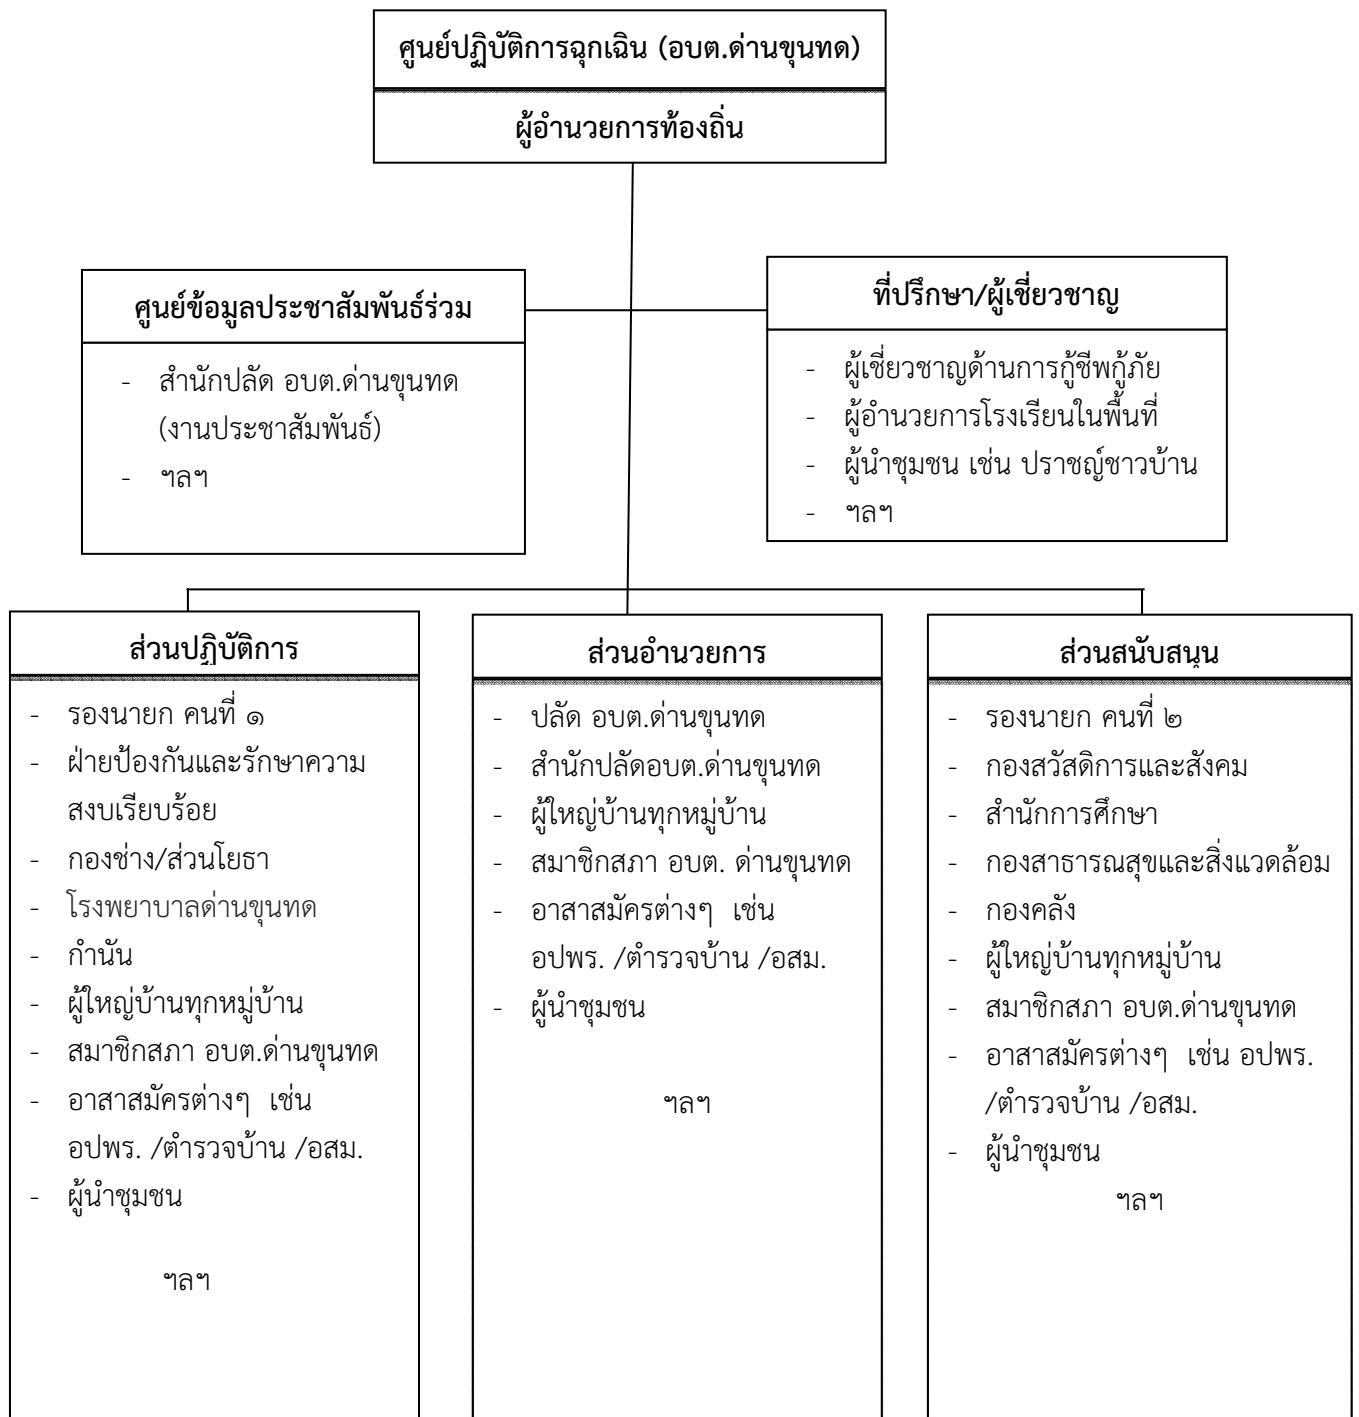 ศูนย์ปฏิบัติการฉุกเฉิน (อบต.ด่านขุนทด)
ผู้อำนวยการท้องถิ่น
ศูนย์ข้อมูลประชาสัมพันธ์ร่วม
- สำนักปลัด อบต.ด่านขุนทด
(งานประชาสัมพันธ์)
- ฯลฯ
ที่ปรึกษา/ผู้เชี่ยวชาญ
- ผู้เชี่ยวชาญด้านการกู้ชีพกู้ภัย
- ผู้อำนวยการโรงเรียนในพื้นที่
- ผู้นำชุมชน เช่น ปราชญ์ชาวบ้าน
- ฯลฯ
ส่วนปฏิบัติการ
- รองนายก คนที่ ๑
- ฝ่ายป้องกันและรักษาความ
สงบเรียบร้อย
- กองช่าง/ส่วนโยธา
- โรงพยาบาลด่านขุนทด
- กำนัน
- ผู้ใหญ่บ้านทุกหมู่บ้าน
- สมาชิกสภา อบต.ด่านขุนทด
- อาสาสมัครต่างๆ เช่น
อปพร. /ตำรวจบ้าน /อสม.
- ผู้นำชุมชน
ฯลฯ
ส่วนอำนวยการ
- ปลัด อบต.ด่านขุนทด
- สำนักปลัดอบต.ด่านขุนทด
- ผู้ใหญ่บ้านทุกหมู่บ้าน
- สมาชิกสภา อบต. ด่านขุนทด
- อาสาสมัครต่างๆ เช่น
อปพร. /ตำรวจบ้าน /อสม.
- ผู้นำชุมชน
ฯลฯ
ส่วนสนับสนุน
- รองนายก คนที่ ๒
- กองสวัสดิการและสังคม
- สำนักการศึกษา
- กองสาธารณสุขและสิ่งแวดล้อม
- กองคลัง
- ผู้ใหญ่บ้านทุกหมู่บ้าน
- สมาชิกสภา อบต.ด่านขุนทด
- อาสาสมัครต่างๆ เช่น อปพร.
/ตำรวจบ้าน /อสม.
- ผู้นำชุมชน
ฯลฯ